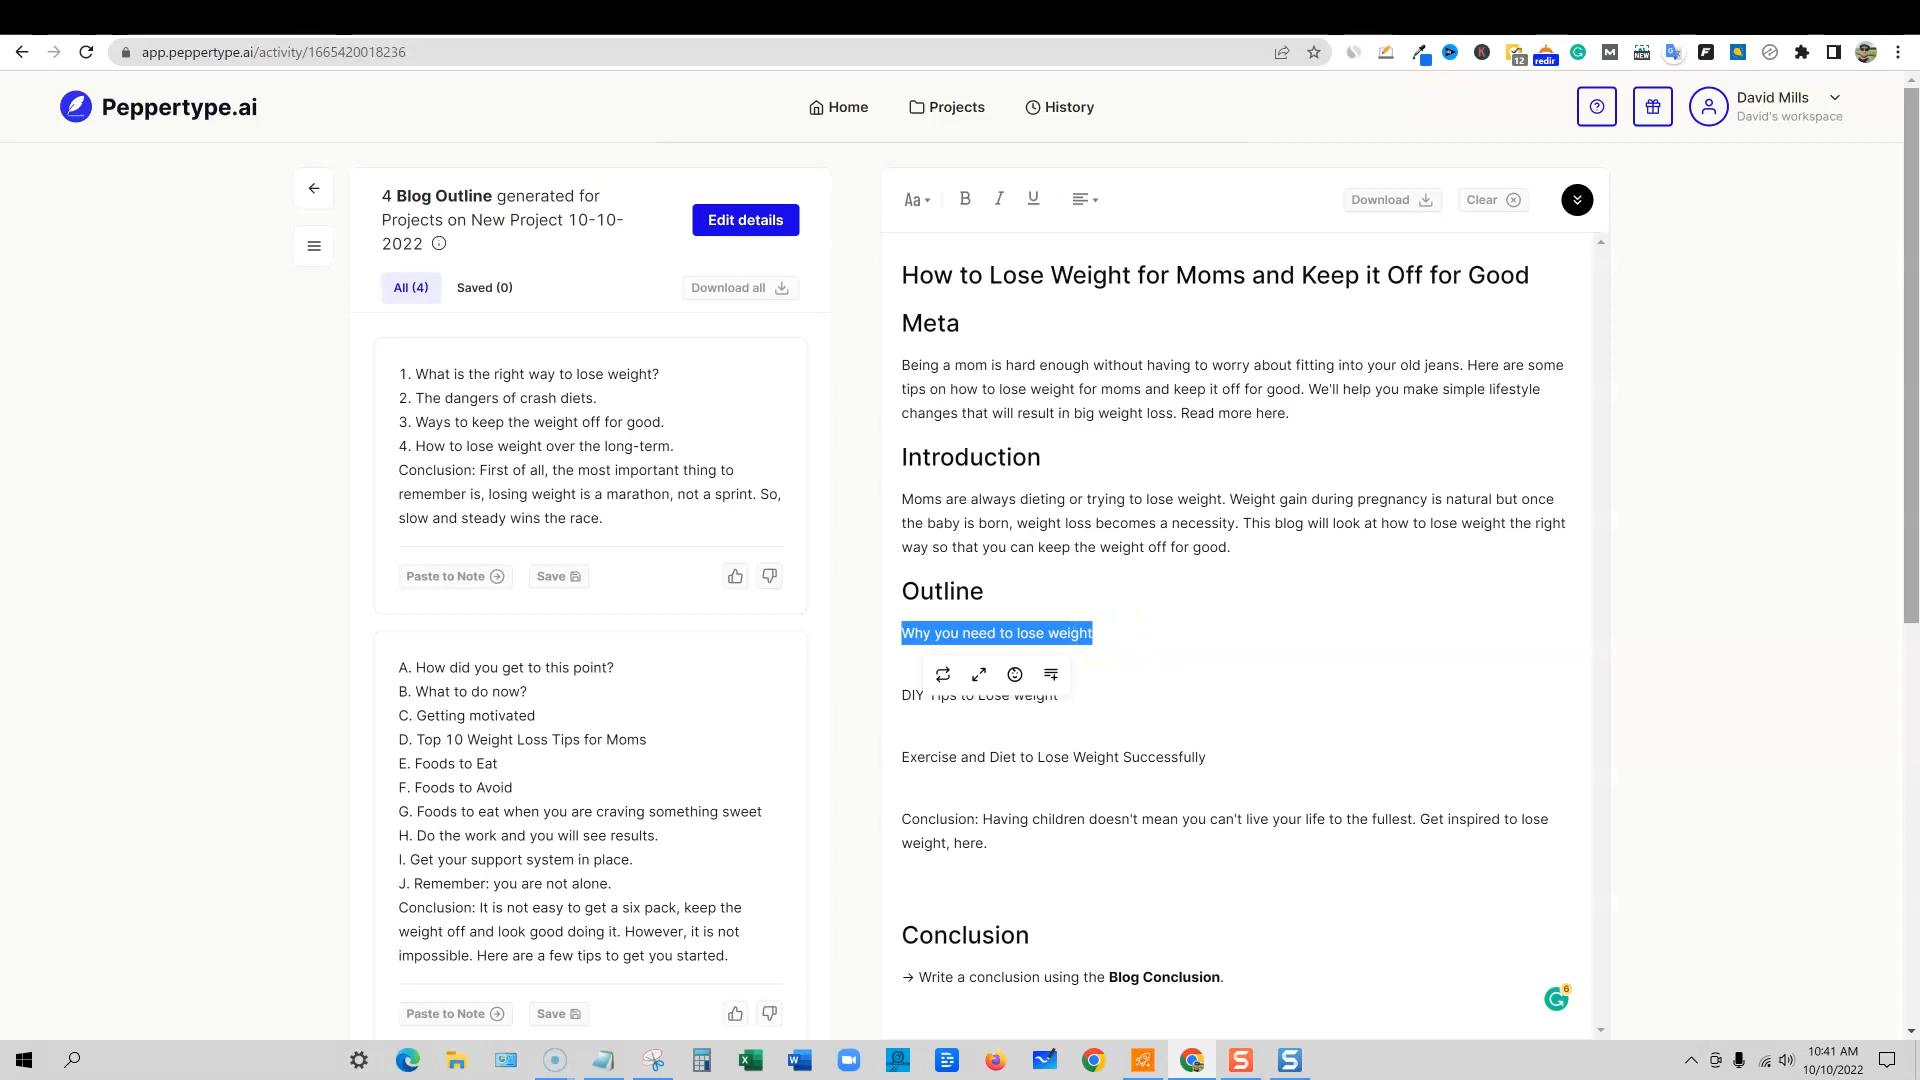 app.peppertype.ai/activity/1665420018236
12
redir
NEW
Peppertype.ai
Home
Projects
History
David Mills
David's workspace
4 Blog Outline generated for
Projects on New Project 10-10-
2022
Edit details
All (4)
Saved (0)
Download all
1. What is the right way to lose weight?
2. The dangers of crash diets.
3. Ways to keep the weight off for good.
4. How to lose weight over the long-term.
Conclusion: First of all, the most important thing to
remember is, losing weight is a marathon, not a sprint. So,
slow and steady wins the race.
Paste to Note
Save
A. How did you get to this point?
B. What to do now?
C. Getting motivated
D. Top 10 Weight Loss Tips for Moms
E. Foods to Eat
F. Foods to Avoid
G. Foods to eat when you are craving something sweet
H. Do the work and you will see results.
I. Get your support system in place.
J. Remember: you are not alone.
Conclusion: It is not easy to get a six pack, keep the
weight off and look good doing it. However, it is not
impossible. Here are a few tips to get you started.
Paste to Note
Save
Aa
B
I
U
Download
Clear
How to Lose Weight for Moms and Keep it Off for Good
Meta
Being a mom is hard enough without having to worry about fitting into your old jeans. Here are some
tips on how to lose weight for moms and keep it off for good. We'll help you make simple lifestyle
changes that will result in big weight loss. Read more here.
Introduction
Moms are always dieting or trying to lose weight. Weight gain during pregnancy is natural but once
the baby is born, weight loss becomes a necessity. This blog will look at how to lose weight the right
way so that you can keep the weight off for good.
Outline
Why you need to lose weight
DIY Tips to Lose weight
Exercise and Diet to Lose Weight Successfully
Conclusion: Having children doesn't mean you can't live your life to the fullest. Get inspired to lose
weight, here.
Conclusion
→ Write a conclusion using the Blog Conclusion.
6
10:41 AM
10/10/2022